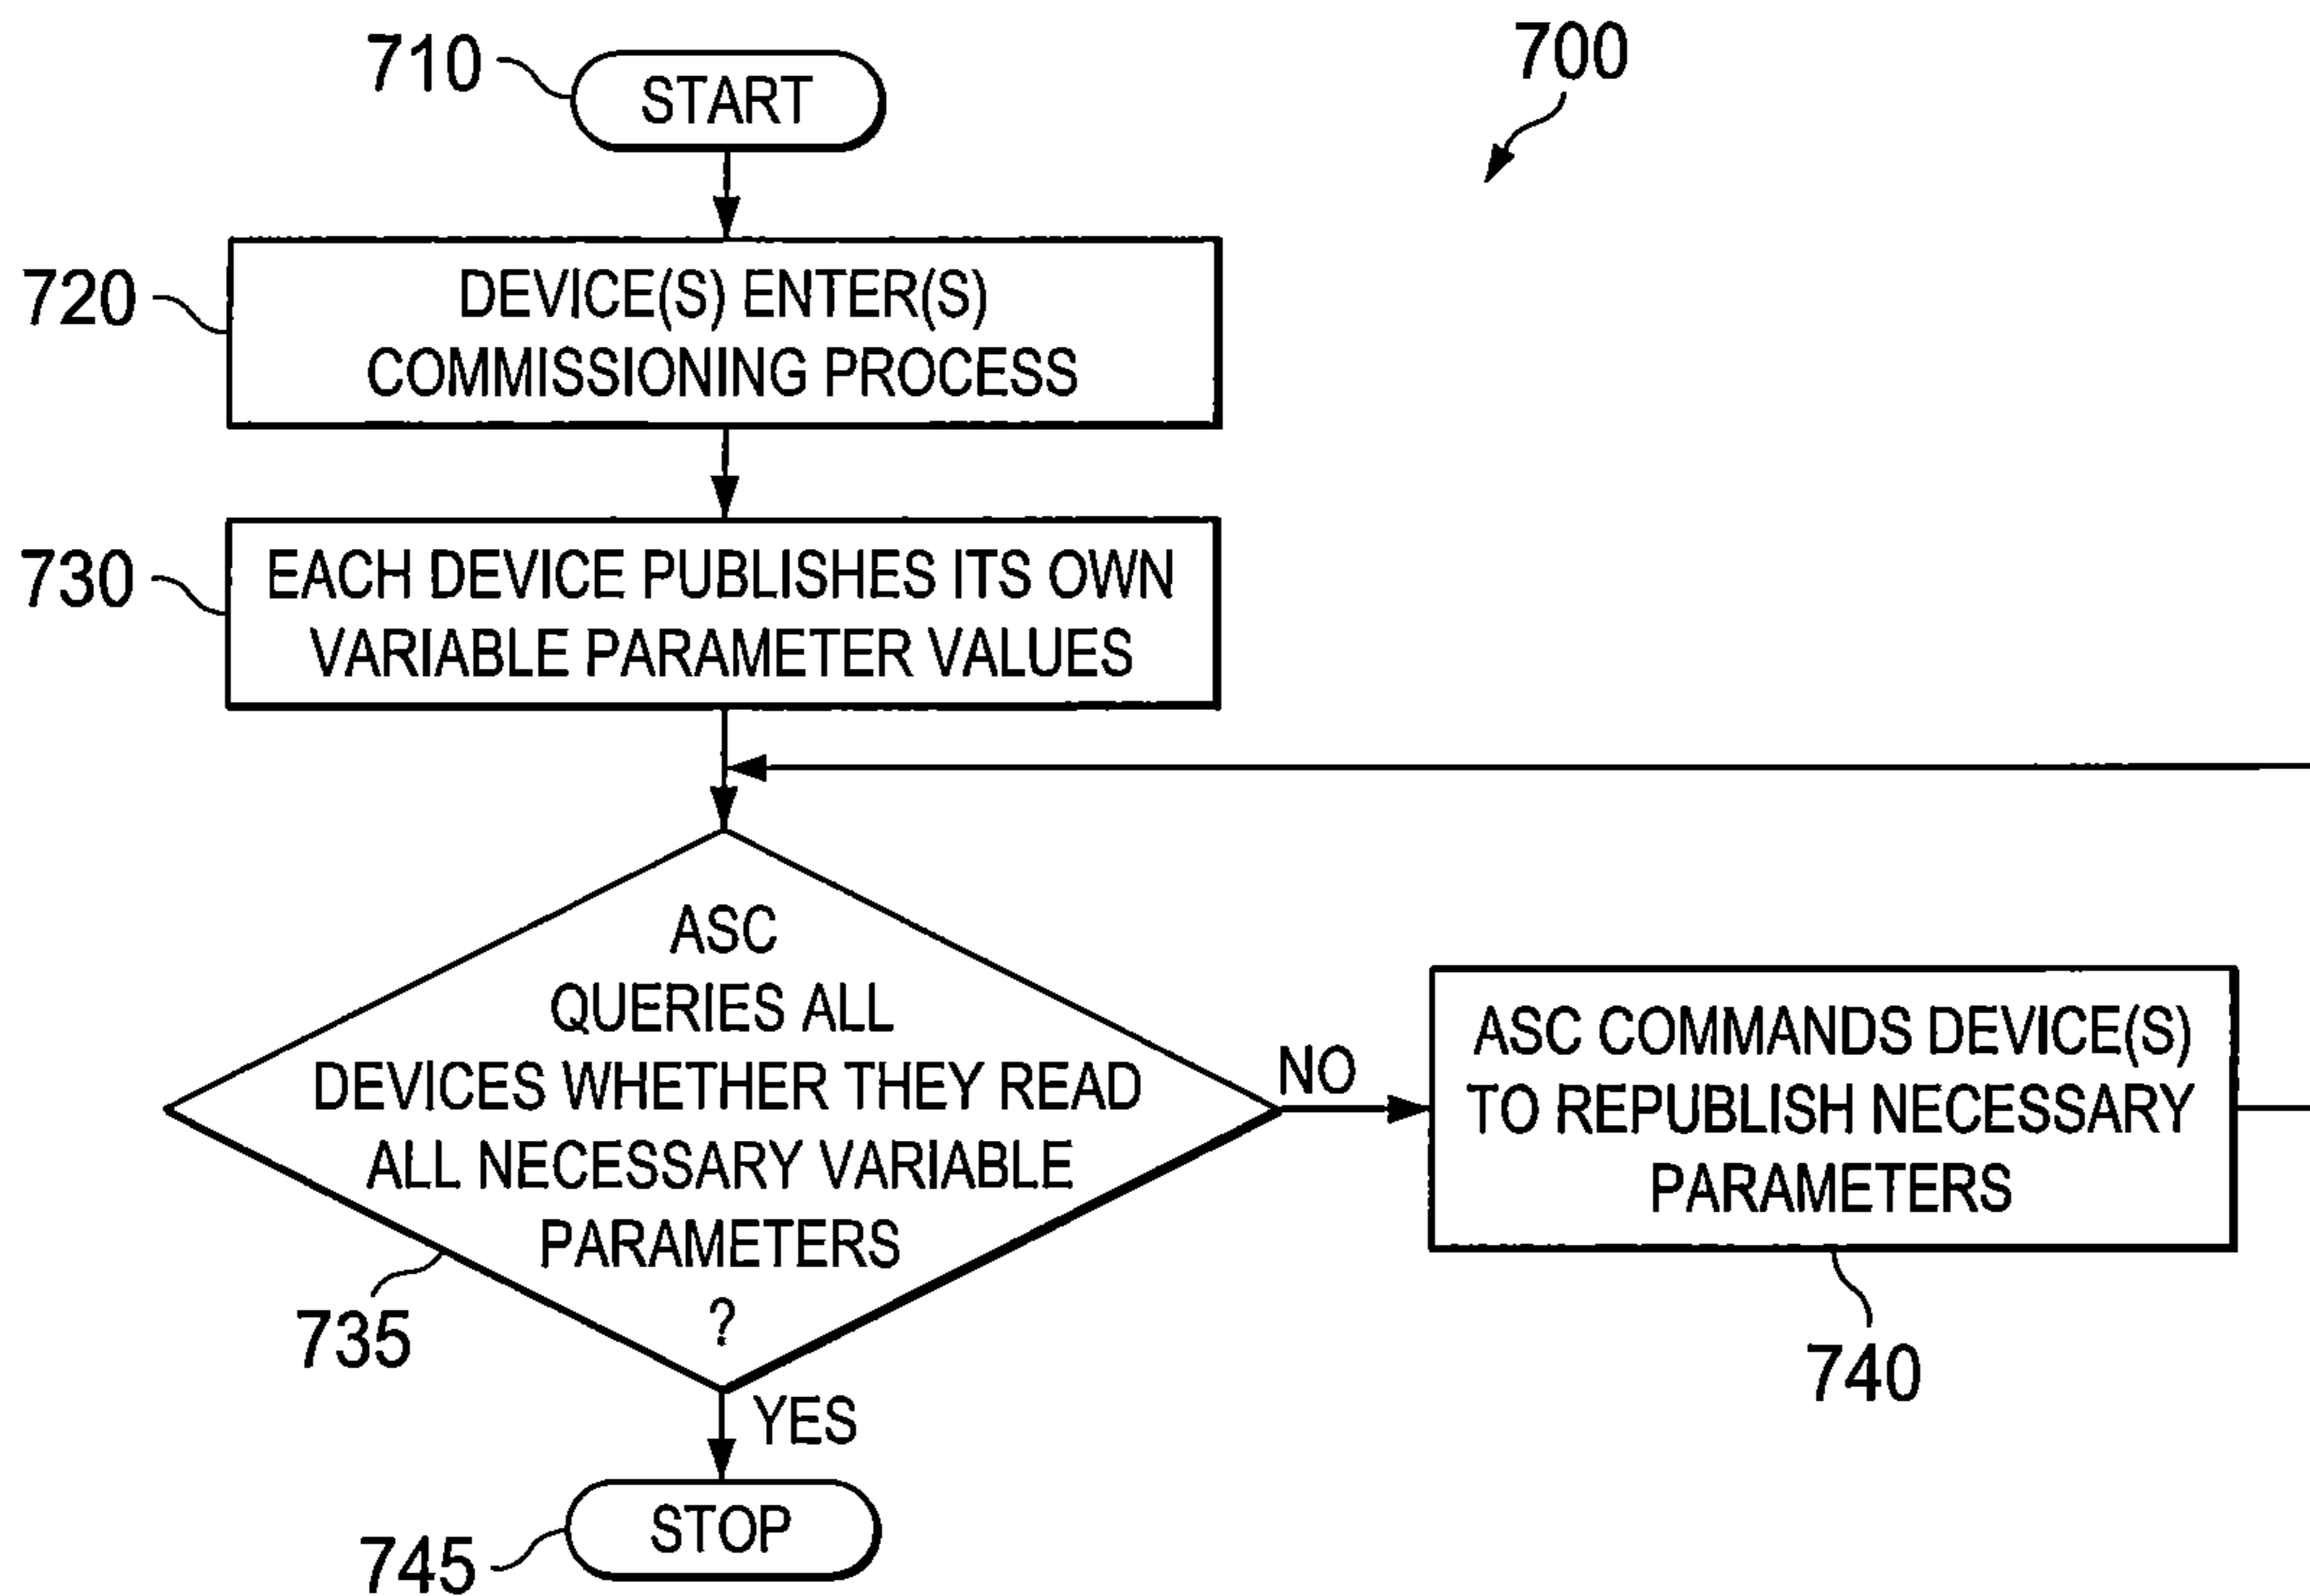 710
START
700
720
DEVICE(S) ENTER(S)
COMMISSIONING PROCESS
730
EACH DEVICE PUBLISHES ITS OWN
VARIABLE PARAMETER VALUES
ASC
QUERIES ALL
DEVICES WHETHER THEY READ
ALL NECESSARY VARIABLE
PARAMETERS
?
735
NO
ASC COMMANDS DEVICE(S)
TO REPUBLISH NECESSARY
PARAMETERS
740
YES
STOP
745